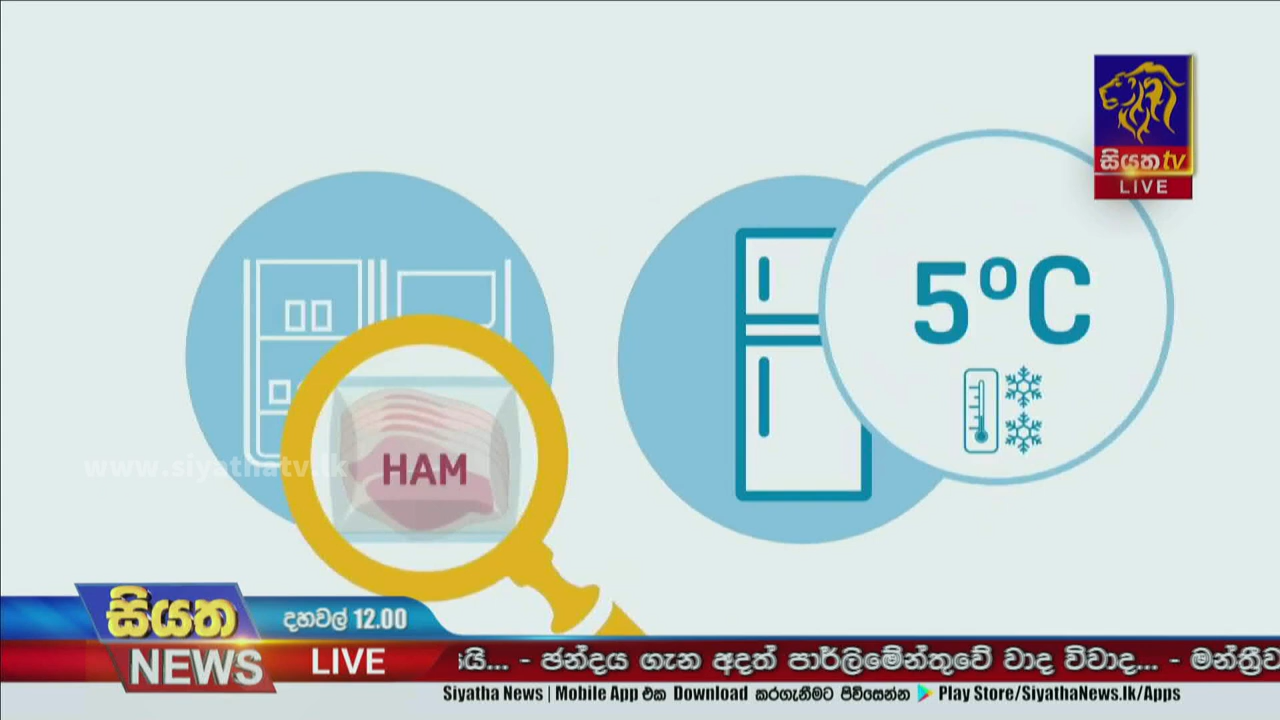 සියත tv
LIVE
5°C
HAM
www.siyathatv.lk
සියත
NEWS
දහවල් 12.00
LIVE
යි... - ඡන්දය ගැන අදත් පාර්ලිමේන්තුවේ වාද විවාද... - මන්ත්‍රීව
Siyatha News | Mobile App එක Download කරගැනීමට පිවිසෙන්න Play Store/SiyathaNews.lk/Apps